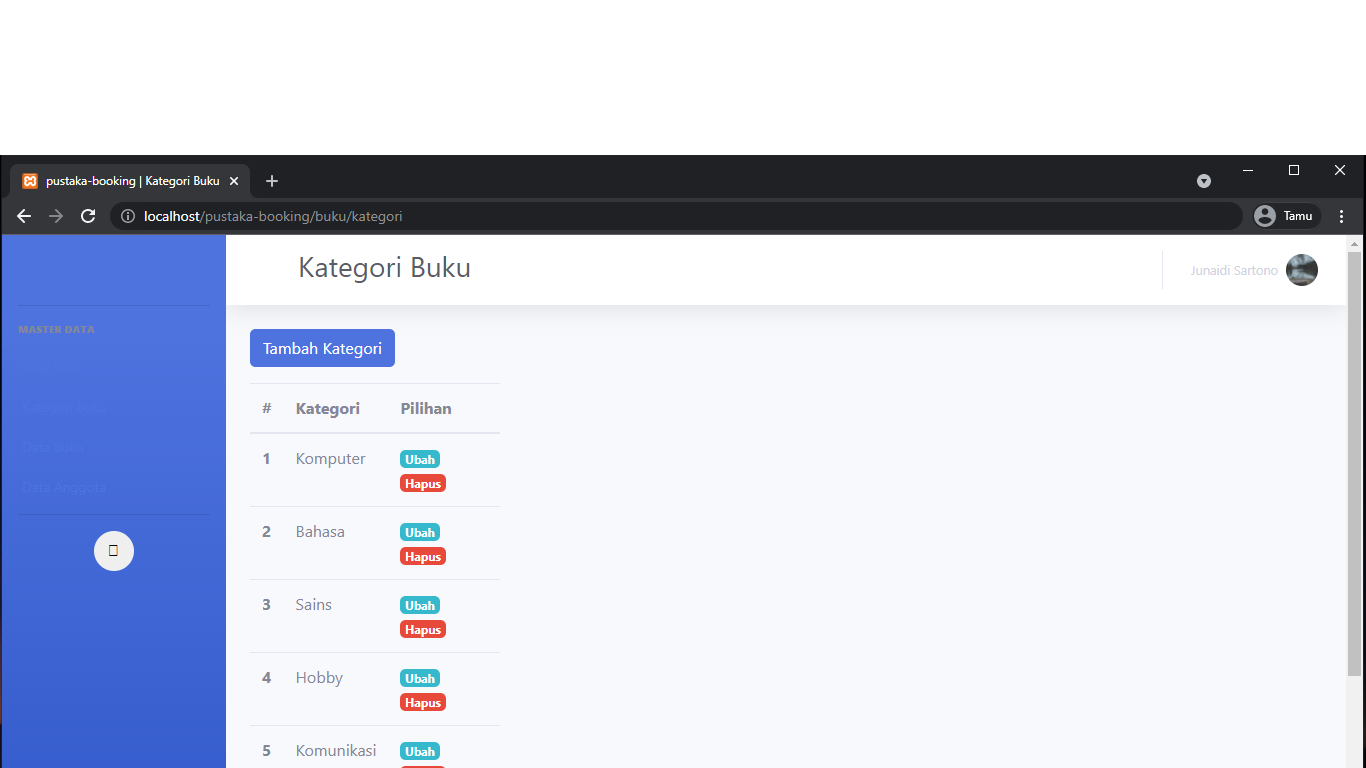 pustaka-booking | Kategori Buku
localhost/pustaka-booking/buku/kategori
Tamu
Kategori Buku
Junaidi Sartono
MASTER DATA
Kategori Buku
Data Buku
Data Anggota
Tambah Kategori
# Kategori Pilihan
1 Komputer Ubah
Hapus
2 Bahasa Ubah
Hapus
3 Sains Ubah
Hapus
4 Hobby Ubah
Hapus
5 Komunikasi Ubah